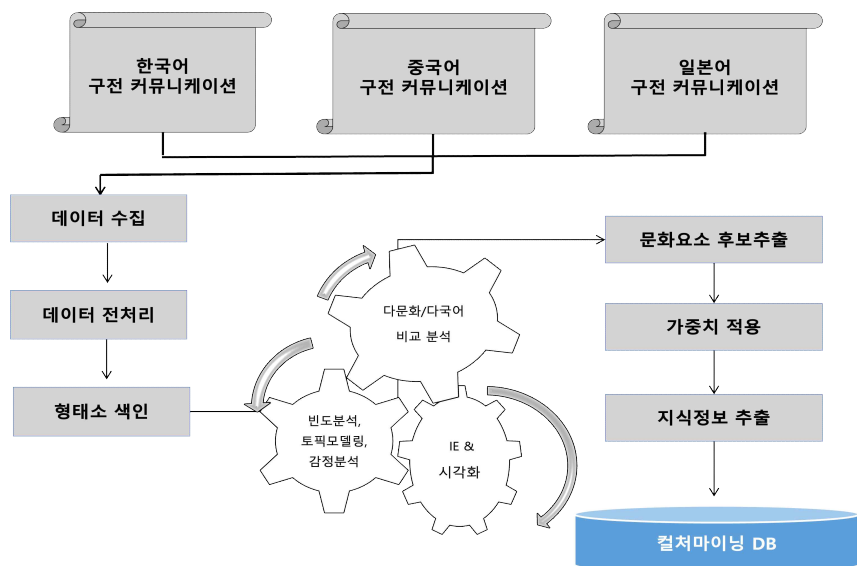 한국어
구전 커뮤니케이션
중국어
구전 커뮤니케이션
일본어
구전 커뮤니케이션
데이터 수집
데이터 전처리
형태소 색인
다문화/다국어
비교 분석
빈도분석,
토픽모델링,
감정분석
IE &
시각화
문화요소 후보추출
가중치 적용
지식정보 추출
컬처마이닝 DB